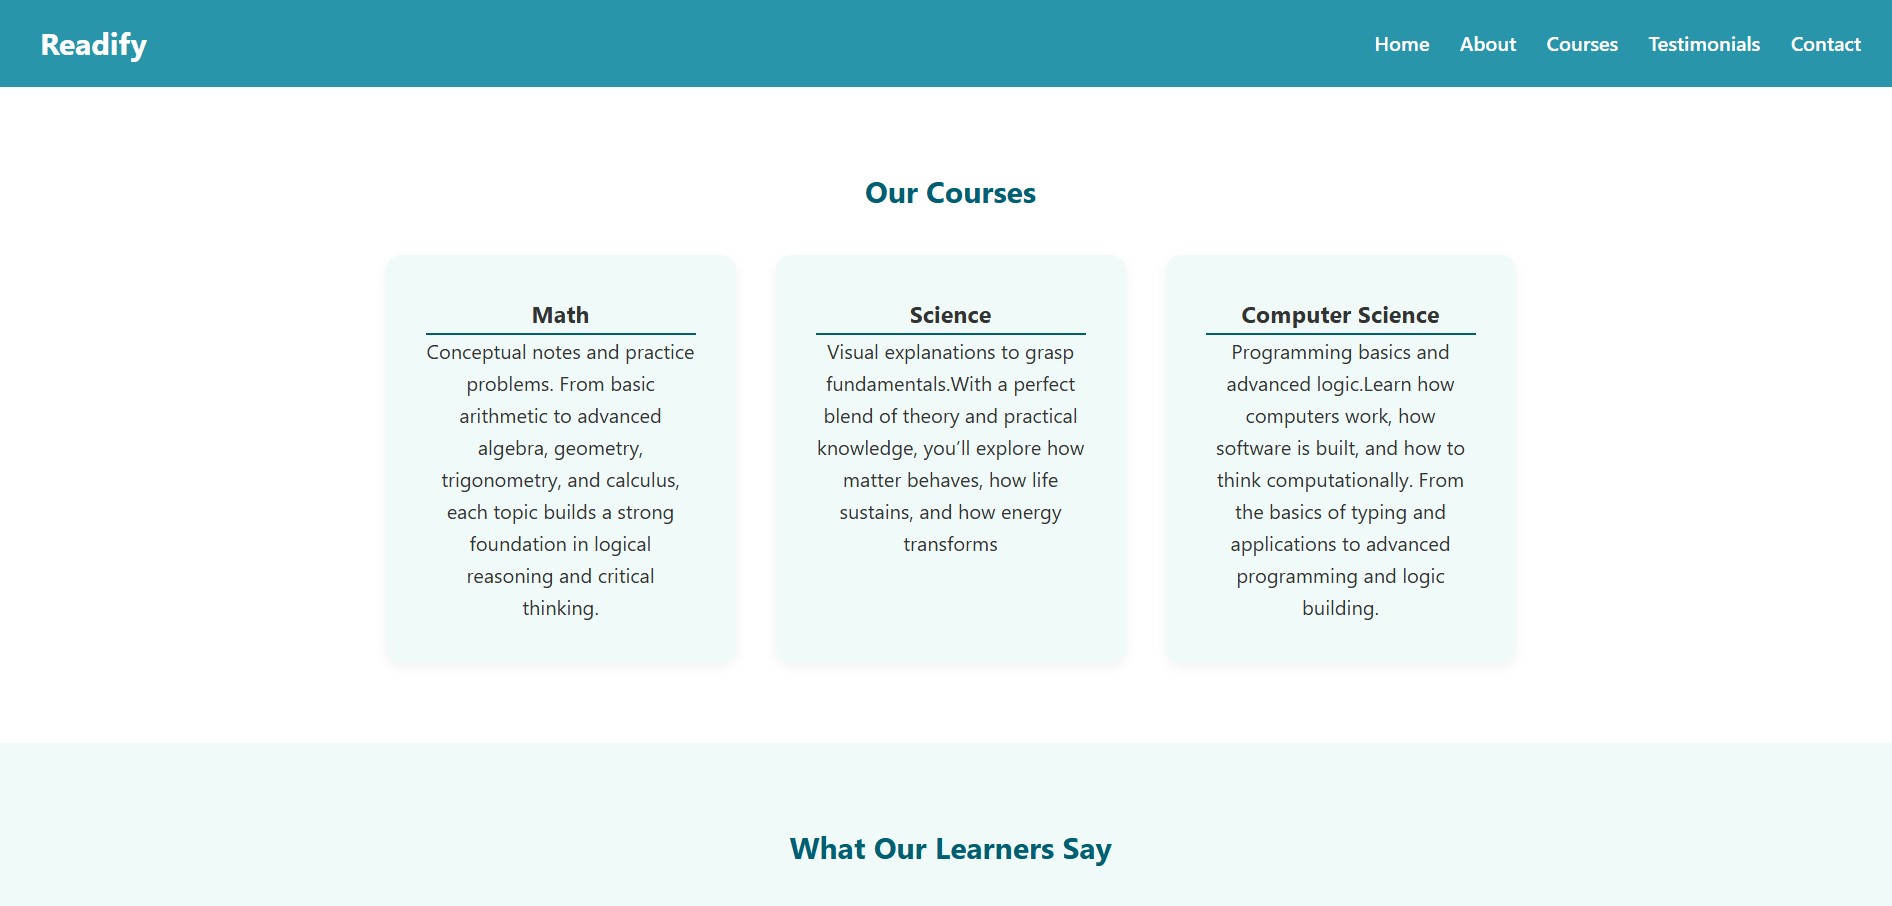 Readify
Home About Courses Testimonials Contact
Our Courses
Math
Conceptual notes and practice
problems. From basic
arithmetic to advanced
algebra, geometry,
trigonometry, and calculus,
each topic builds a strong
foundation in logical
reasoning and critical
thinking.
Science
Visual explanations to grasp
fundamentals.With a perfect
blend of theory and practical
knowledge, you’ll explore how
matter behaves, how life
sustains, and how energy
transforms
Computer Science
Programming basics and
advanced logic.Learn how
computers work, how
software is built, and how to
think computationally. From
the basics of typing and
applications to advanced
programming and logic
building.
What Our Learners Say